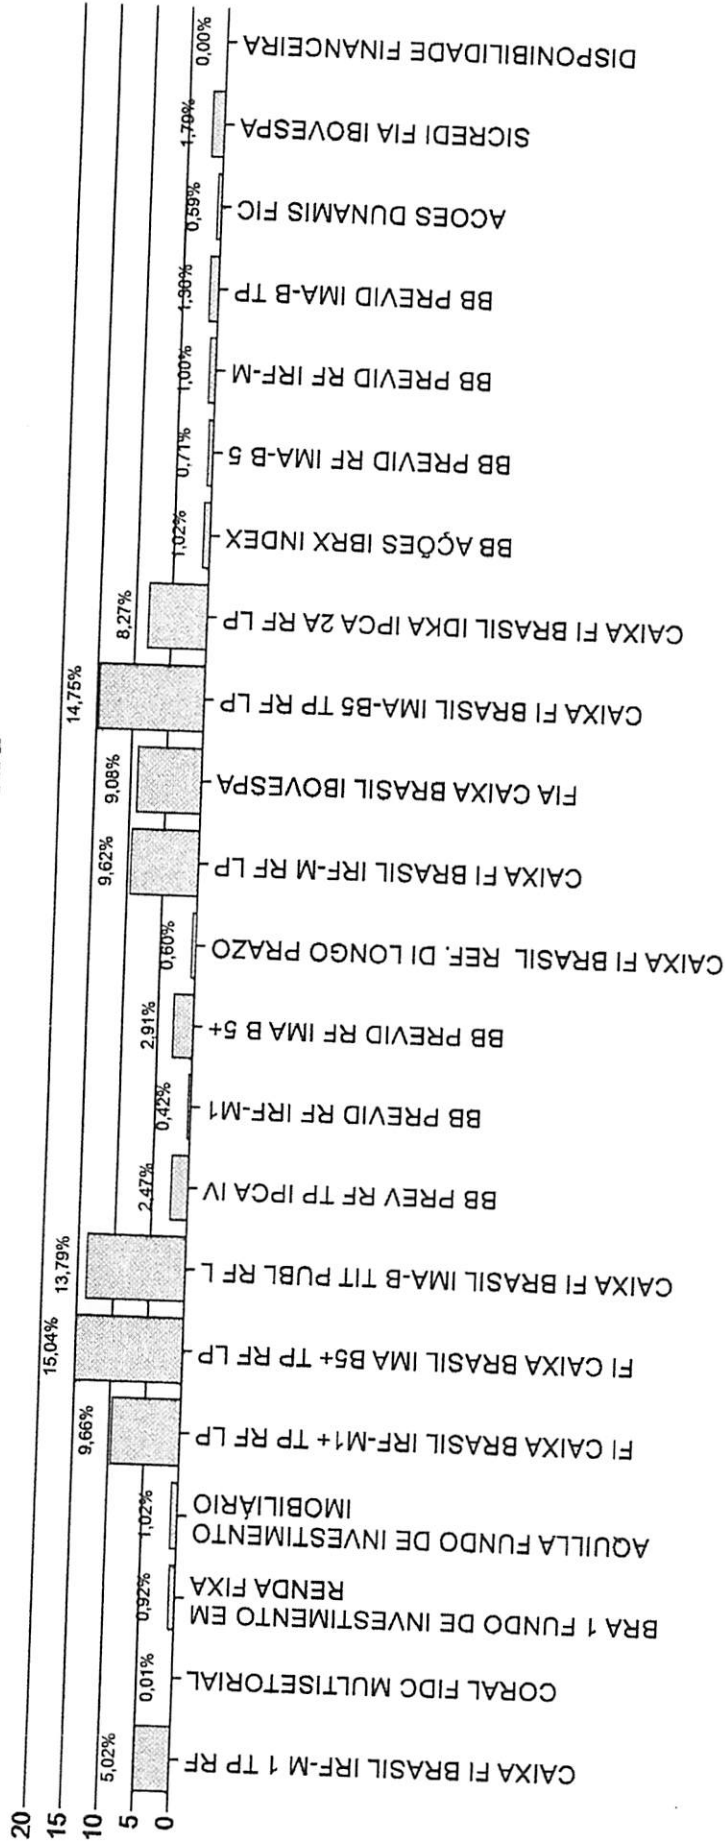 20
15
10
5
0
5,02%
0,01%
0,92%
1,02%
9,66%
15,04%
13,79%
2,47%
0,42%
2,91%
0,60%
9,62%
9,08%
14,75%
8,27%
1,02%
0,71%
1,00%
1,30%
0,59%
1,70%
0,00%
CAIXA FI BRASIL IRF-M 1 TP RF
CORAL FIDC MULTISETORIAL
BRA 1 FUNDO DE INVESTIMENTO EM
RENDA FIXA
AQUILLA FUNDO DE INVESTIMENTO
IMOBILIÁRIO
FI CAIXA BRASIL IRF-M1+ TP RF LP
FI CAIXA BRASIL IMA B5+ TP RF LP
CAIXA FI BRASIL IMA-B TIT PUBL RF L
BB PREV RF TP IPCA IV
BB PREVID RF IRF-M1
BB PREVID RF IMA B 5+
CAIXA FI BRASIL REF. DI LONGO PRAZO
CAIXA FI BRASIL IRF-M RF LP
FIA CAIXA BRASIL IBOVESPA
CAIXA FI BRASIL IMA-B5 TP RF LP
CAIXA FI BRASIL IDKA IPCA 2A RF LP
BB AÇÕES IBRX INDEX
BB PREVID RF IMA-B 5
BB PREVID RF IRF-M
BB PREVID IMA-B TP
ACOES DUNAMIS FIC
SICREDI FIA IBOVESPA
DISPONIBILIDADE FINANCEIRA